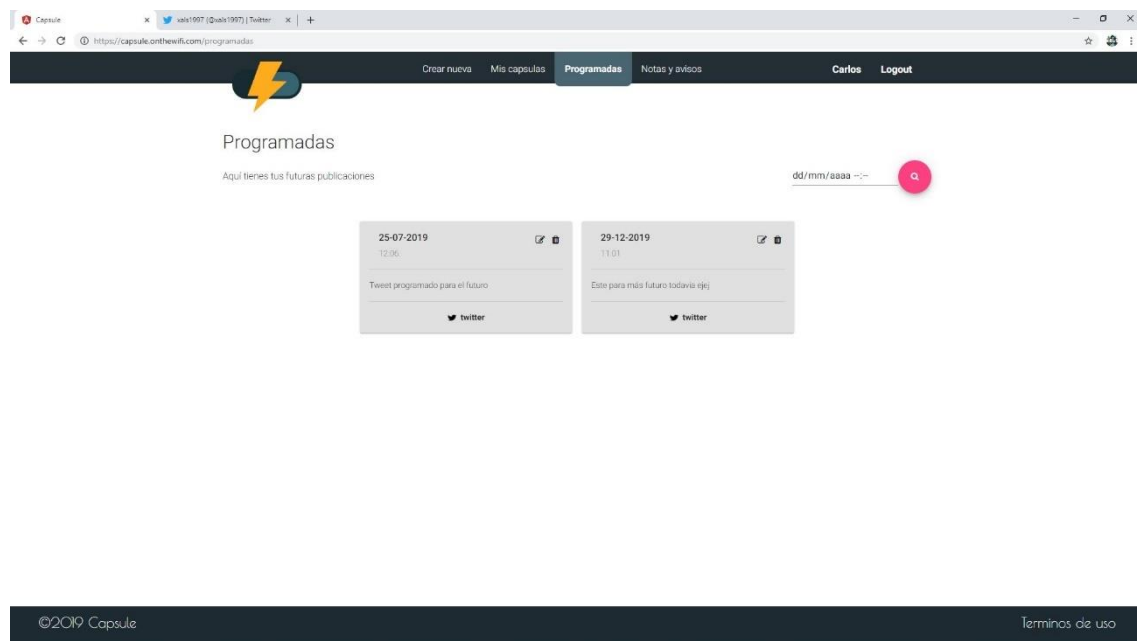 Capsule
xals1997 (@xals1997) | Twitter
https://capsule.onthewifi.com/programadas
Crear nueva Mis capsulas Programadas Notas y avisos Carlos Logout
Programadas
Aquí tienes tus futuras publicaciones
dd/mm/aaaa --:--
25-07-2019
12:06
Tweet programado para el futuro
twitter
29-12-2019
11:01
Este para más futuro todavía ejej
twitter
©2019 Capsule
Terminos de uso